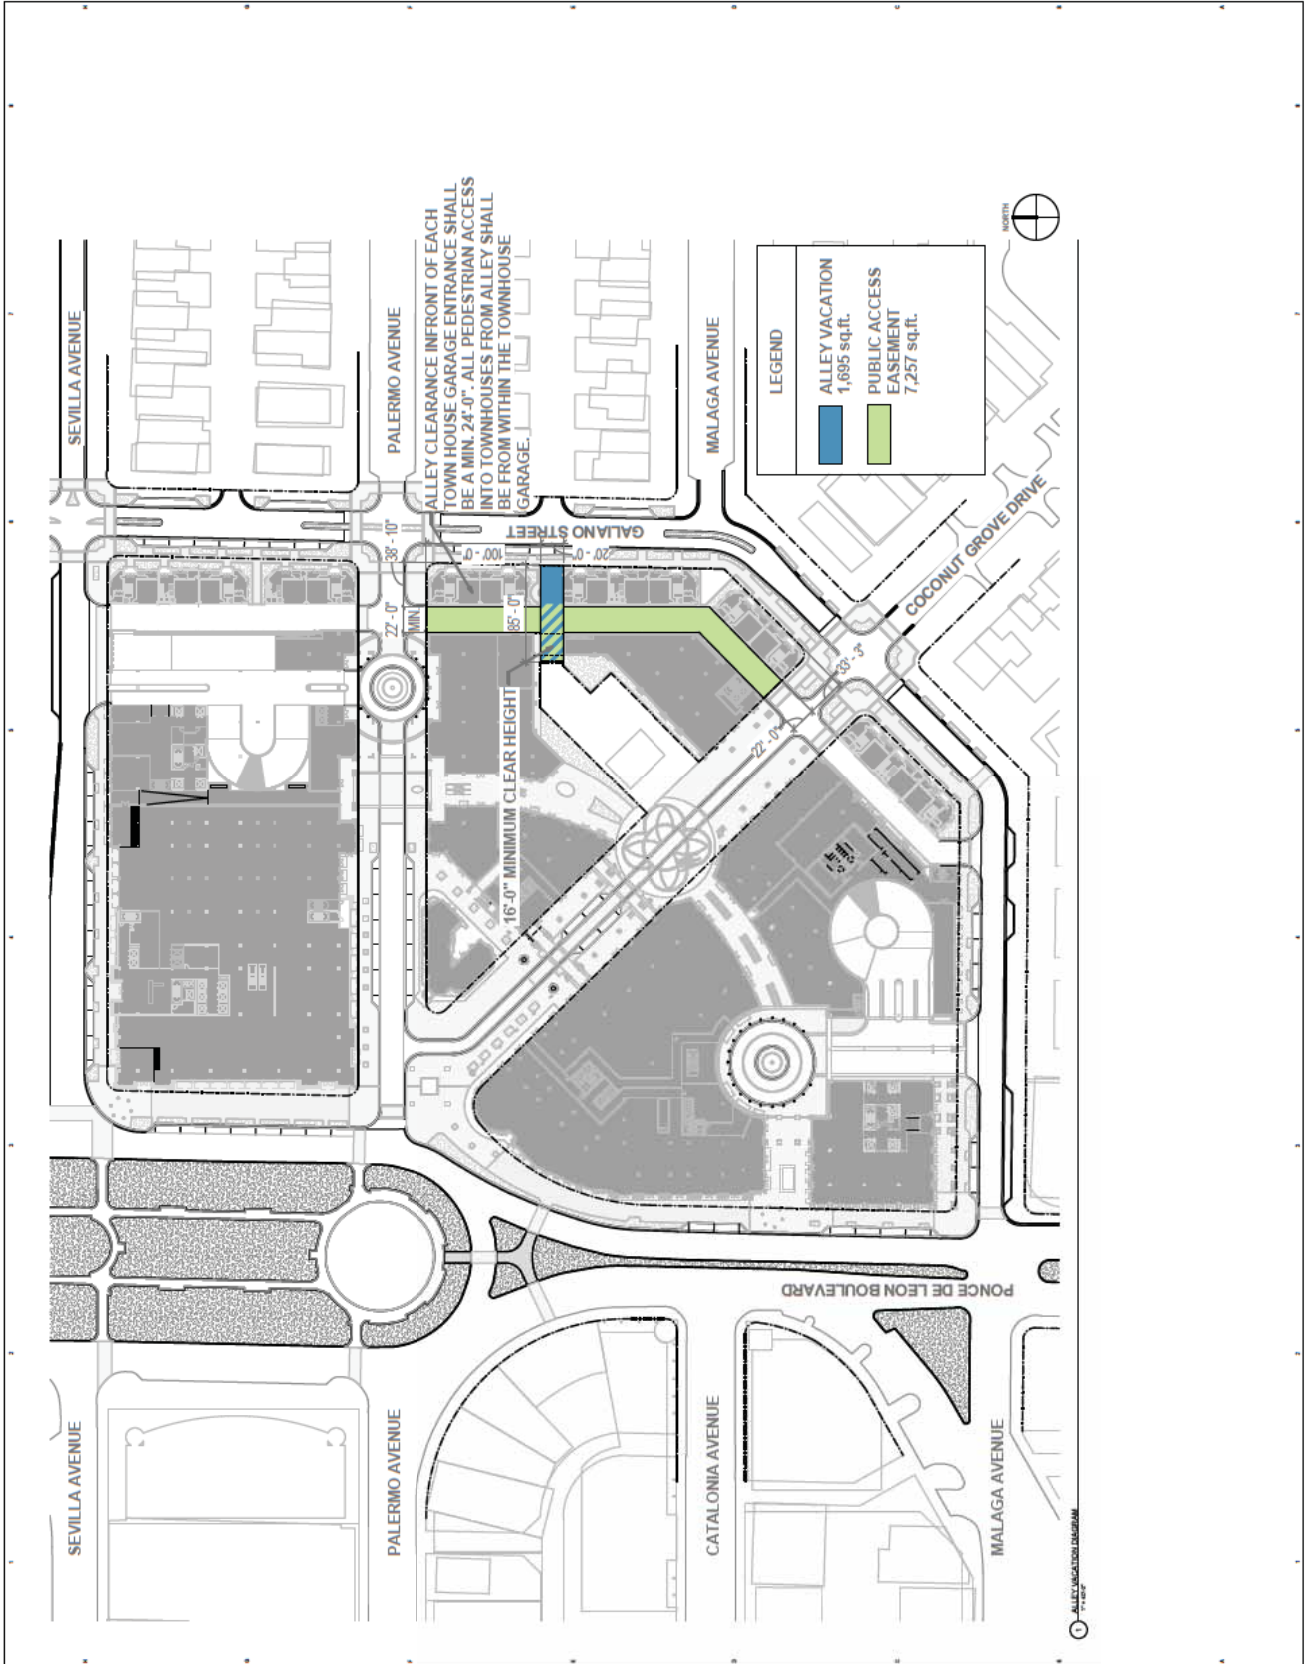 SEVILLA AVENUE
PALERMO AVENUE
MALAGA AVENUE
ALLEY CLEARANCE INFRONT OF EACH
TOWN HOUSE GARAGE ENTRANCE SHALL
BE A MIN. 24'-0". ALL PEDESTRIAN ACCESS
INTO TOWNHOUSES FROM ALLEY SHALL
BE FROM WITHIN THE TOWNHOUSE
GARAGE.
NORTH
LEGEND
ALLEY VACATION
1,695 sq.ft.
PUBLIC ACCESS
EASEMENT
7,257 sq.ft.
GALIANO STREET
COCONUT GROVE DRIVE
38' - 10"
22' - 0"
MIN.
100' - 0"
20' - 0"
85' - 0"
33' - 3"
22' - 0"
16'-0" MINIMUM CLEAR HEIGHT
PONCE DE LEON BOULEVARD
SEVILLA AVENUE
PALERMO AVENUE
CATALONIA AVENUE
MALAGA AVENUE
1
ALLEY VACATION DIAGRAM